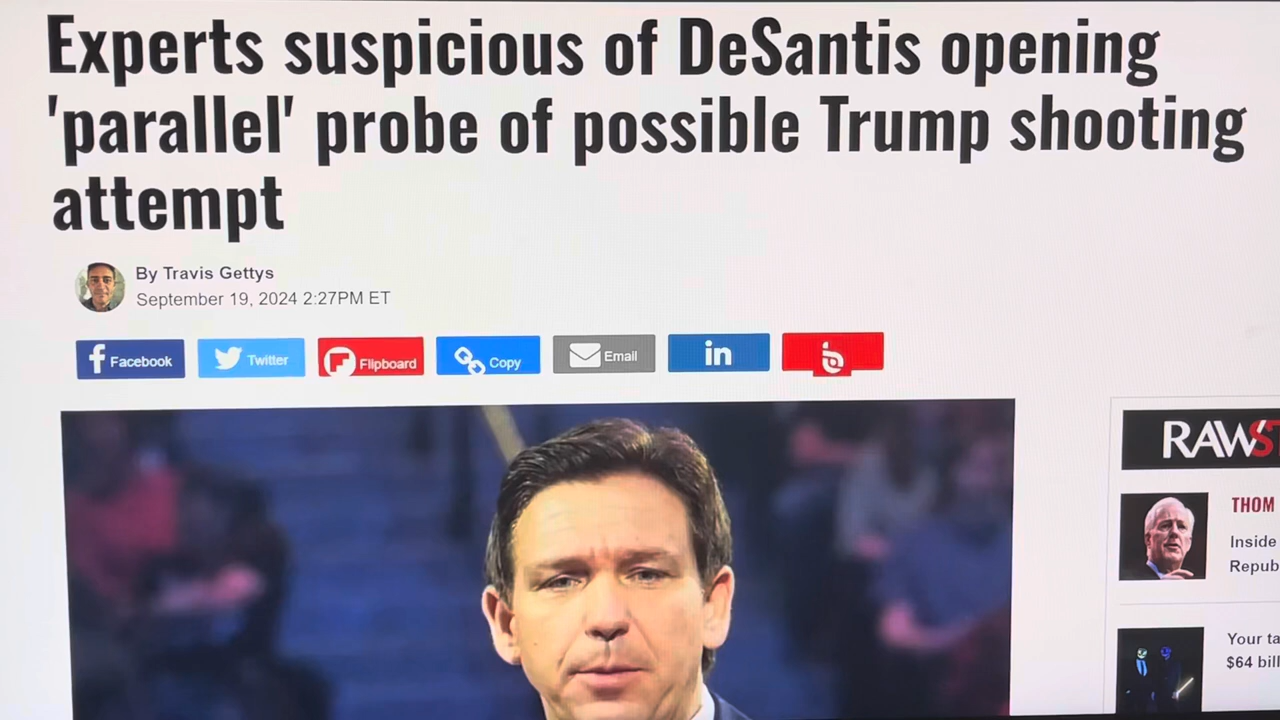 Experts suspicious of DeSantis opening
'parallel' probe of possible Trump shooting
attempt
By Travis Gettys
September 19, 2024 2:27PM ET
Facebook
Twitter
Flipboard
Copy
Email
in
RAWST
THOM
Inside
Repub
Your ta
$64 bill